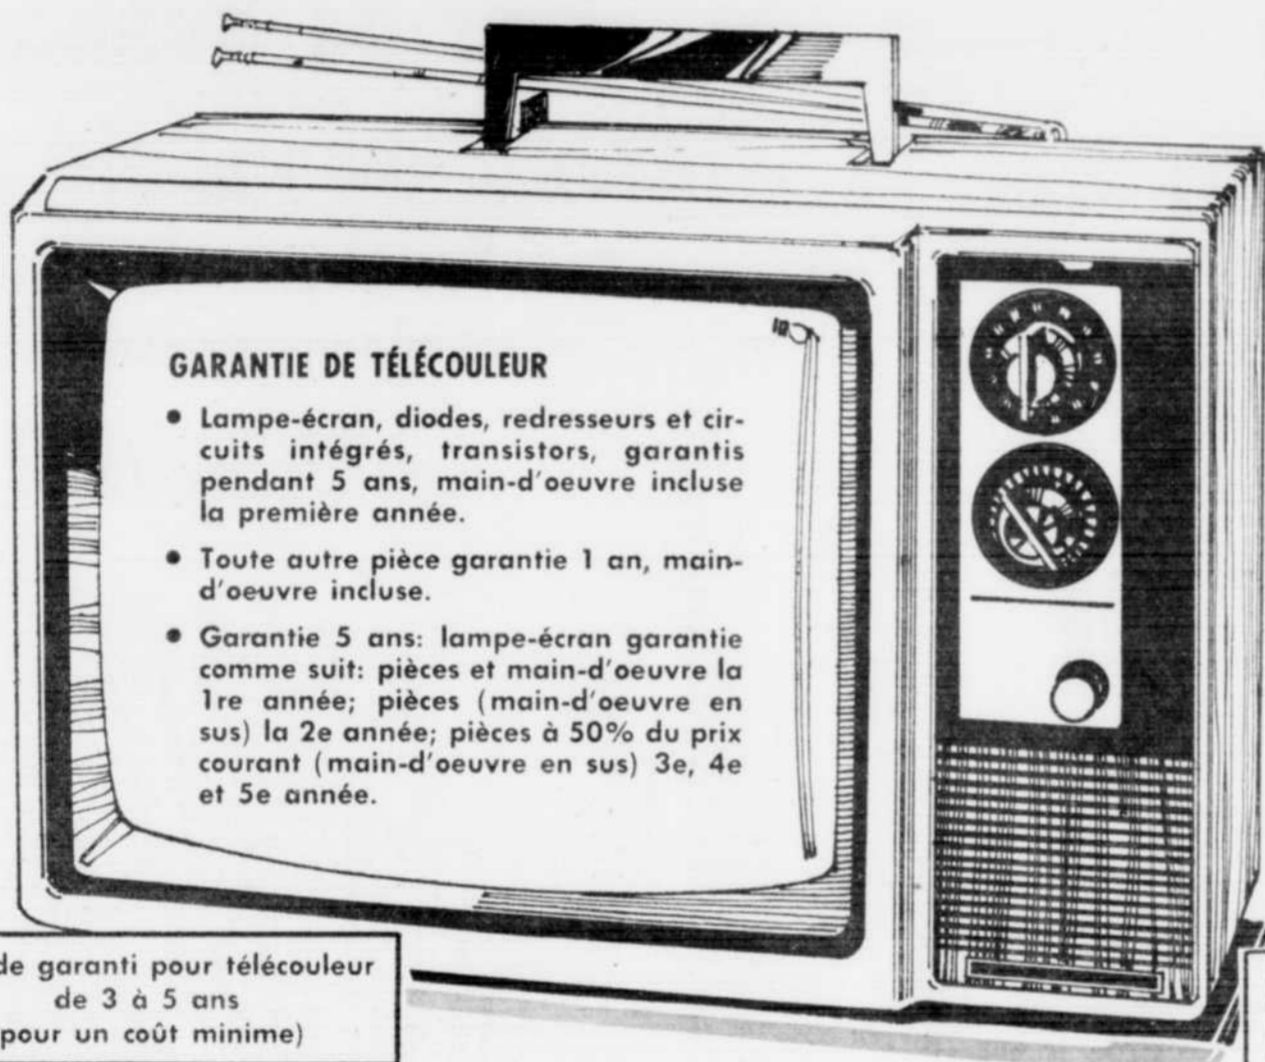 GARANTIE DE TÉLÉCOULEUR
• Lampe-écran, diodes, redresseurs et cir-
cuits intégrés, transistors, garantis
pendant 5 ans, main-d'oeuvre incluse
la première année.
• Toute autre pièce garantie 1 an, main-
d'oeuvre incluse.
• Garantie 5 ans: lampe-écran garantie
comme suit: pièces et main-d'oeuvre la
1re année; pièces (main-d'oeuvre en
sus) la 2e année; pièces à 50% du prix
courant (main-d'oeuvre en sus) 3e, 4e
et 5e année.
de garanti pour télécouleur
de 3 à 5 ans
pour un coût minime)